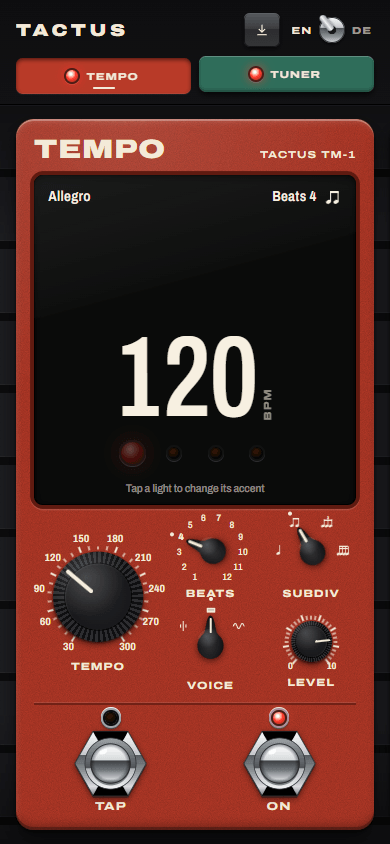 TACTUS
EN DE
TEMPO
TUNER
TEMPO
TACTUS TM-1
Allegro
Beats 4
120
BPM
Tap a light to change its accent
30 60 90 120 150 180 210 240 270 300
TEMPO
1 2 3 4 5 6 7 8 9 10 11 12
BEATS
SUBDIV
VOICE
0 10
LEVEL
TAP
ON